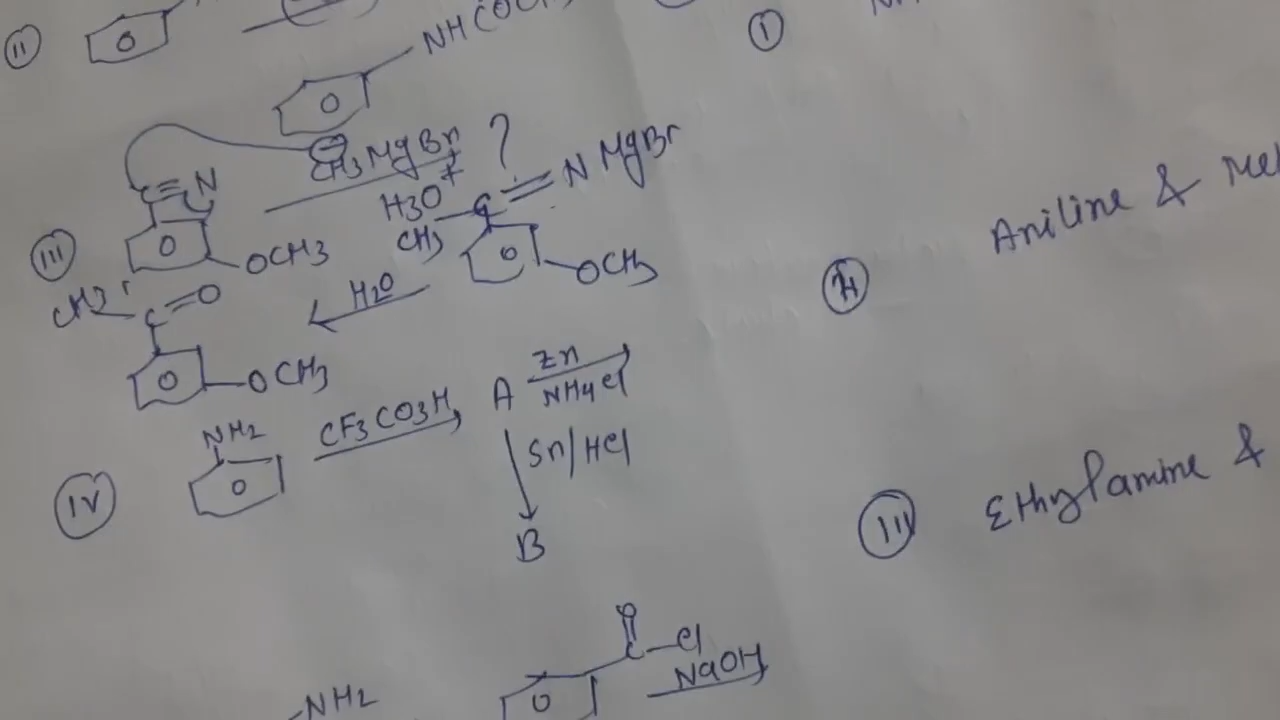 II
NHCOCH
I
CH3MgBr ?
H3O+
C≡N
C=NMgBr
CH3
III
OCH3
OCH3
H2O
CH3
C=O
OCH3
II
Aniline &
IV
NH2
CF3CO3H
A
Zn
NH4Cl
Sn/HCl
B
III
Ethylamine &
O
C-Cl
NaOH
NH2